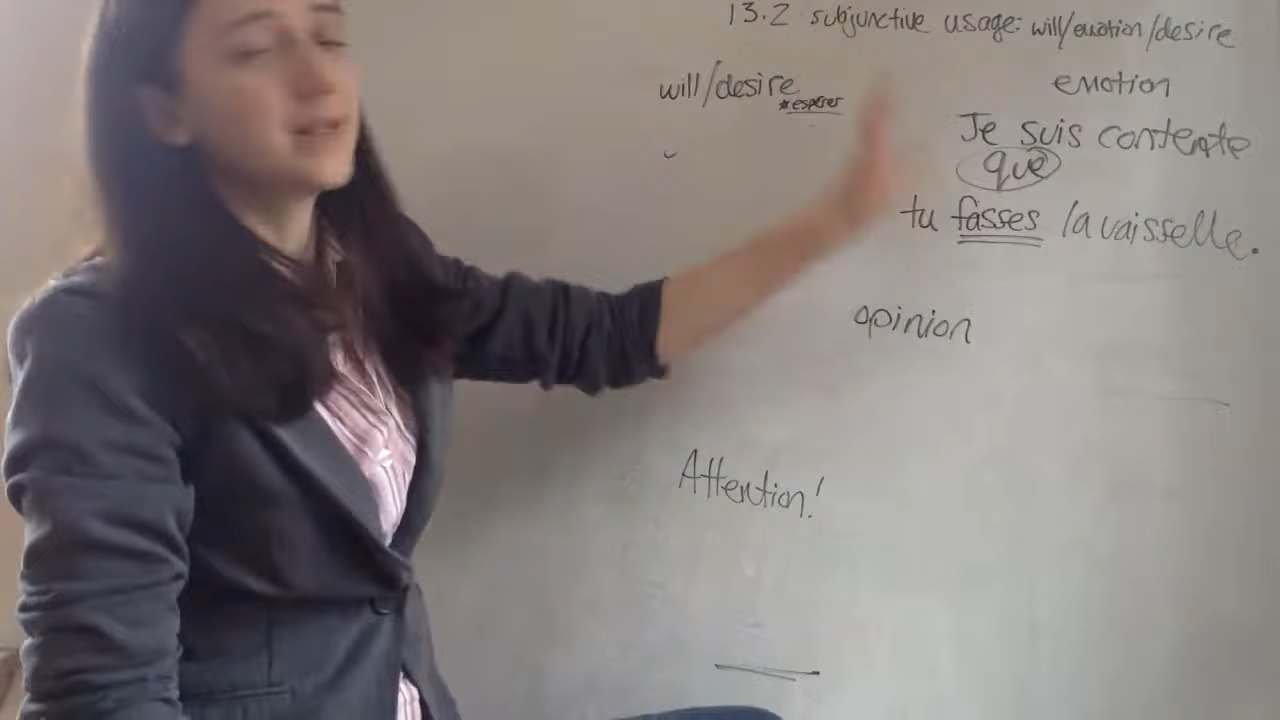 13.2 subjunctive usage: will/emotion/desire
will/desire
*esperer
emotion
Je suis contente
que
tu fasses la vaisselle.
opinion
Attention!